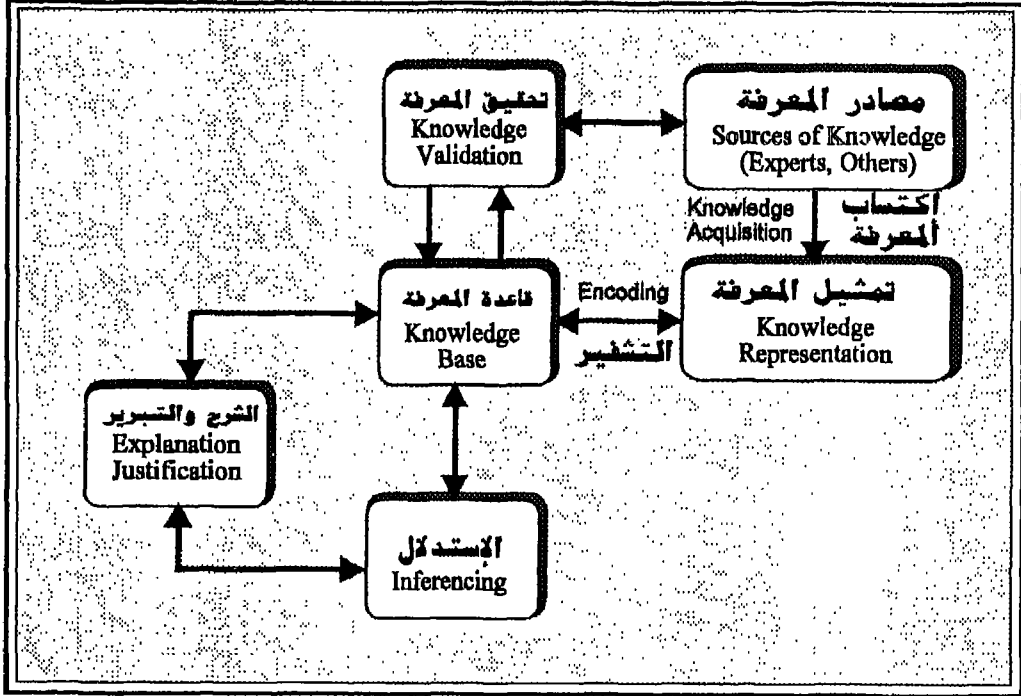 تحقيق المعرفة
Knowledge
Validation
مصادر المعرفة
Sources of Knowledge
(Experts, Others)
Knowledge
Acquisition
اكتساب
المعرفة
قاعدة المعرفة
Knowledge
Base
Encoding
التشفير
تمثيل المعرفة
Knowledge
Representation
الشرح والتبرير
Explanation
Justification
الإستدلال
Inferencing